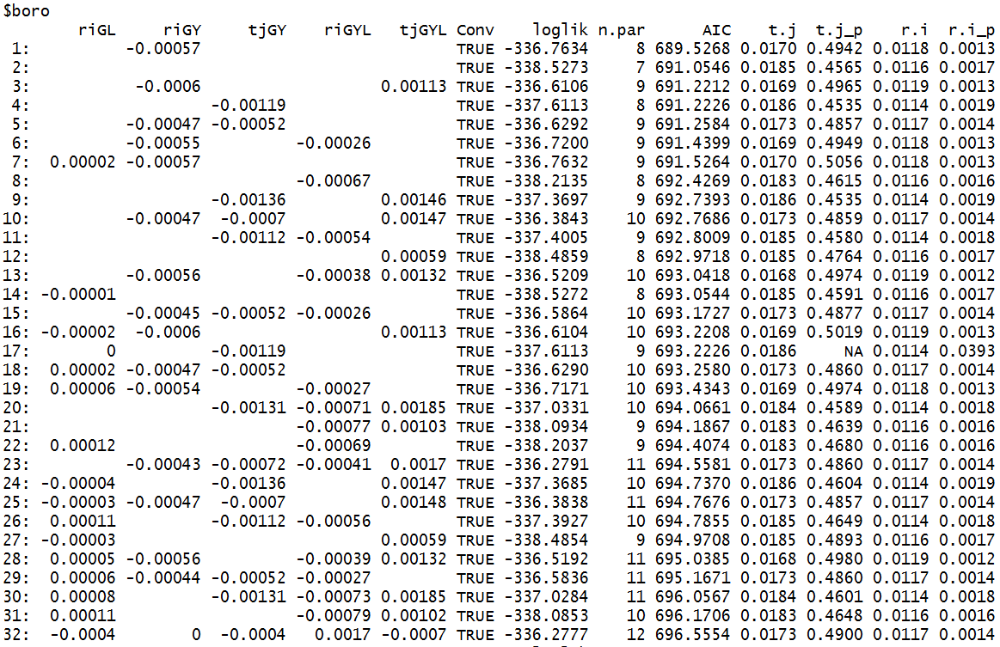 $boro
riGL riGY tjGY riGYL tjGYL Conv loglik n.par AIC t.j t.j_p r.i r.i_p
1: -0.00057 TRUE -336.7634 8 689.5268 0.0170 0.4942 0.0118 0.0013
2: TRUE -338.5273 7 691.0546 0.0185 0.4565 0.0116 0.0017
3: -0.0006 0.00113 TRUE -336.6106 9 691.2212 0.0169 0.4965 0.0119 0.0013
4: -0.00119 TRUE -337.6113 8 691.2226 0.0186 0.4535 0.0114 0.0019
5: -0.00047 -0.00052 TRUE -336.6292 9 691.2584 0.0173 0.4857 0.0117 0.0014
6: -0.00055 -0.00026 TRUE -336.7200 9 691.4399 0.0169 0.4949 0.0118 0.0013
7: 0.00002 -0.00057 TRUE -336.7632 9 691.5264 0.0170 0.5056 0.0118 0.0013
8: -0.00067 TRUE -338.2135 8 692.4269 0.0183 0.4615 0.0116 0.0016
9: -0.00136 0.00146 TRUE -337.3697 9 692.7393 0.0186 0.4535 0.0114 0.0019
10: -0.00047 -0.0007 0.00147 TRUE -336.3843 10 692.7686 0.0173 0.4859 0.0117 0.0014
11: -0.00112 -0.00054 TRUE -337.4005 9 692.8009 0.0185 0.4580 0.0114 0.0018
12: 0.00059 TRUE -338.4859 8 692.9718 0.0185 0.4764 0.0116 0.0017
13: -0.00056 -0.00038 0.00132 TRUE -336.5209 10 693.0418 0.0168 0.4974 0.0119 0.0012
14: -0.00001 TRUE -338.5272 8 693.0544 0.0185 0.4591 0.0116 0.0017
15: -0.00045 -0.00052 -0.00026 TRUE -336.5864 10 693.1727 0.0173 0.4877 0.0117 0.0014
16: -0.00002 -0.0006 0.00113 TRUE -336.6104 10 693.2208 0.0169 0.5019 0.0119 0.0013
17: 0 -0.00119 TRUE -337.6113 9 693.2226 0.0186 NA 0.0114 0.0393
18: 0.00002 -0.00047 -0.00052 TRUE -336.6290 10 693.2580 0.0173 0.4860 0.0117 0.0014
19: 0.00006 -0.00054 -0.00027 TRUE -336.7171 10 693.4343 0.0169 0.4974 0.0118 0.0013
20: -0.00131 -0.00071 0.00185 TRUE -337.0331 10 694.0661 0.0184 0.4589 0.0114 0.0018
21: -0.00077 0.00103 TRUE -338.0934 9 694.1867 0.0183 0.4639 0.0116 0.0016
22: 0.00012 -0.00069 TRUE -338.2037 9 694.4074 0.0183 0.4680 0.0116 0.0016
23: -0.00043 -0.00072 -0.00041 0.0017 TRUE -336.2791 11 694.5581 0.0173 0.4860 0.0117 0.0014
24: -0.00004 -0.00136 0.00147 TRUE -337.3685 10 694.7370 0.0186 0.4604 0.0114 0.0019
25: -0.00003 -0.00047 -0.0007 0.00148 TRUE -336.3838 11 694.7676 0.0173 0.4857 0.0117 0.0014
26: 0.00011 -0.00112 -0.00056 TRUE -337.3927 10 694.7855 0.0185 0.4649 0.0114 0.0018
27: -0.00003 0.00059 TRUE -338.4854 9 694.9708 0.0185 0.4893 0.0116 0.0017
28: 0.00005 -0.00056 -0.00039 0.00132 TRUE -336.5192 11 695.0385 0.0168 0.4980 0.0119 0.0013
29: 0.00006 -0.00044 -0.00052 -0.00027 TRUE -336.5836 11 695.1671 0.0173 0.4860 0.0117 0.0014
30: 0.00008 -0.00131 -0.00073 0.00185 TRUE -337.0284 11 696.0567 0.0184 0.4601 0.0114 0.0018
31: 0.00011 -0.00079 0.00102 TRUE -338.0853 10 696.1706 0.0183 0.4648 0.0116 0.0016
32: -0.0004 0 -0.0004 0.0017 -0.0007 TRUE -336.2777 12 696.5554 0.0173 0.4900 0.0117 0.0014